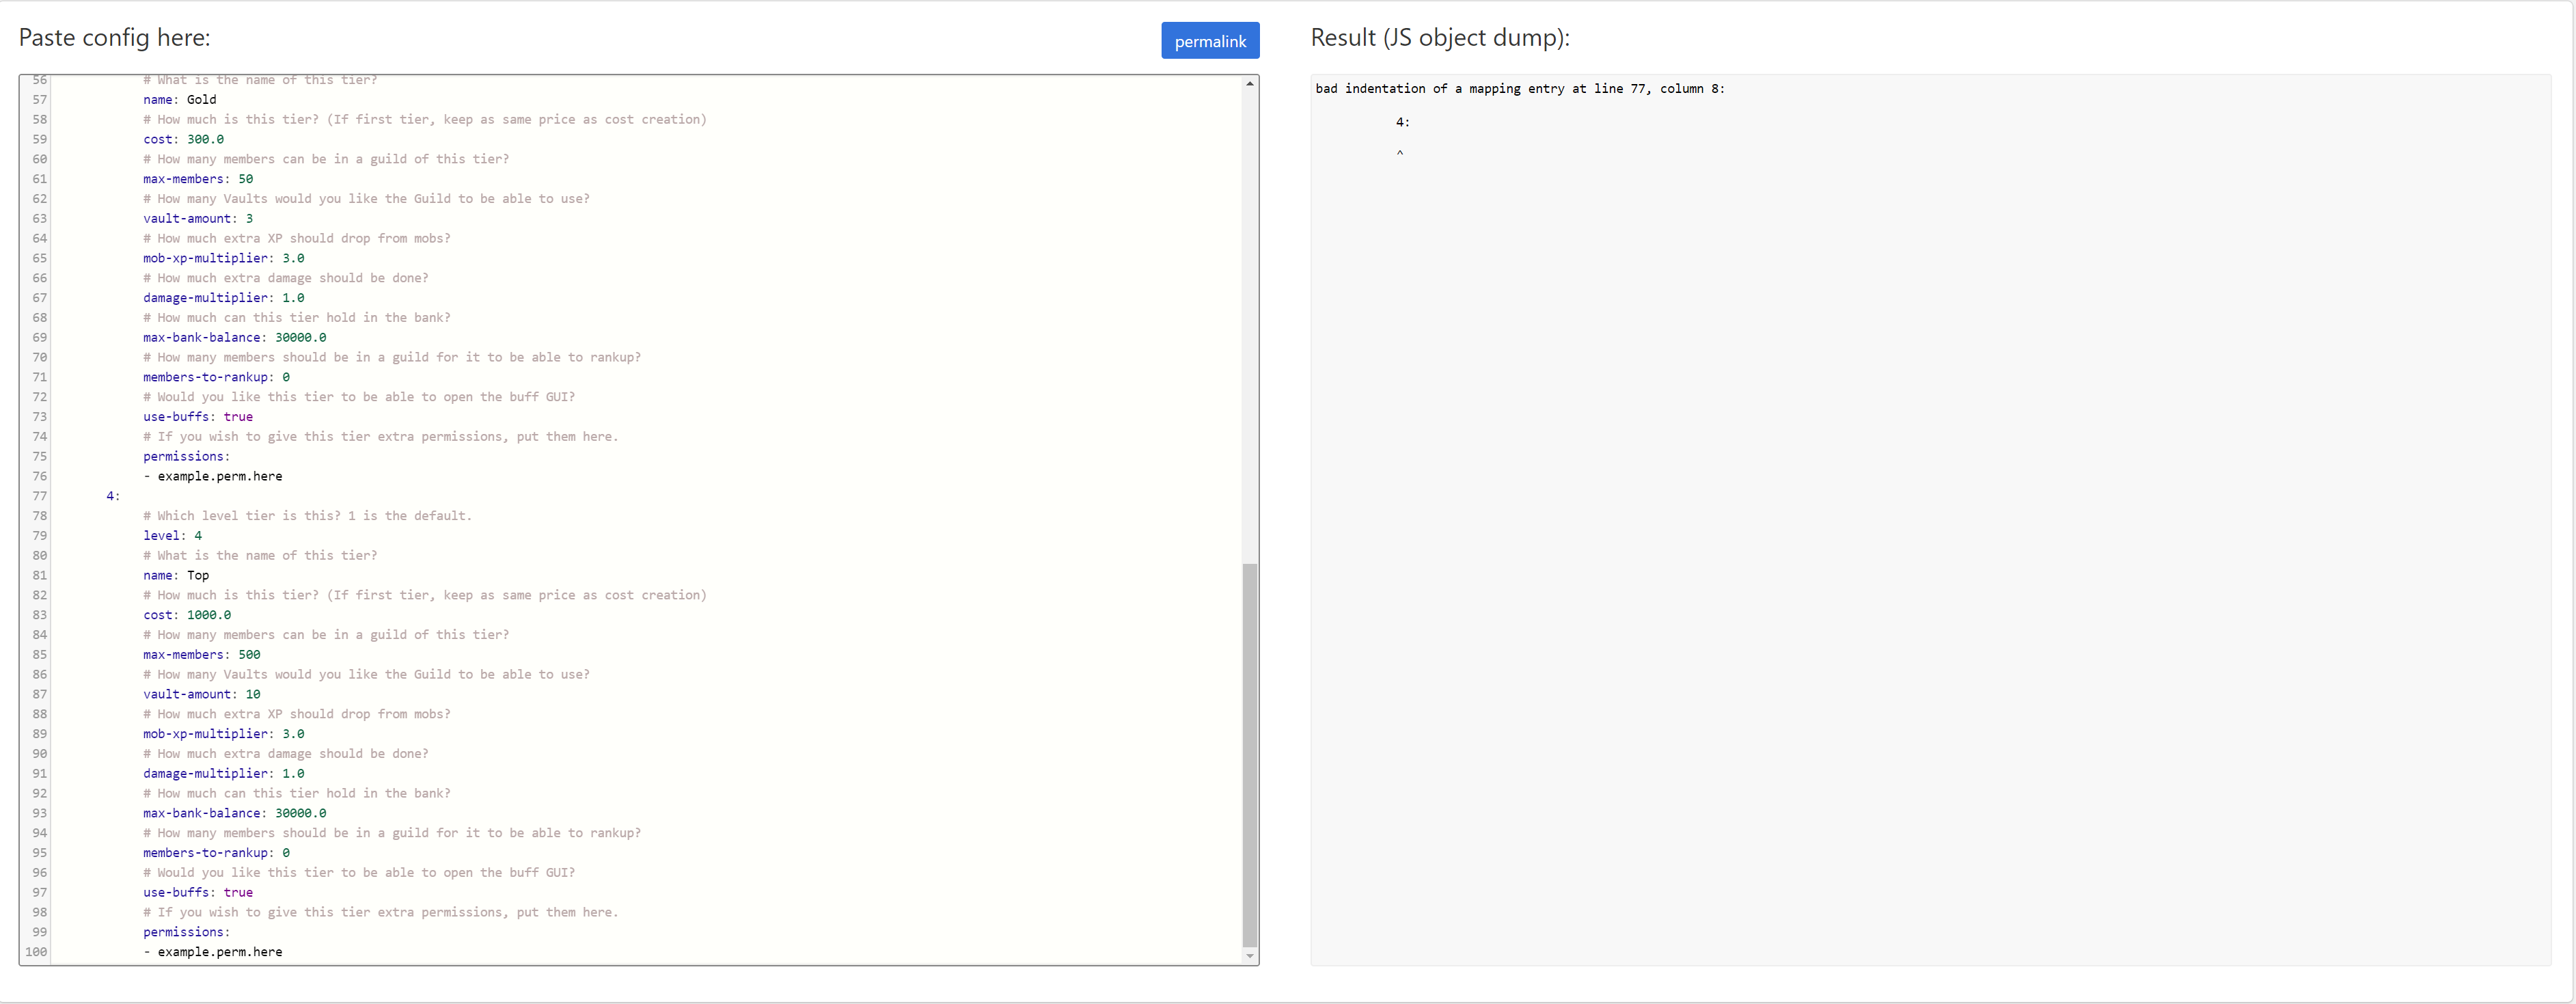 Paste config here:
permalink
56 # What is the name of this tier?
57 name: Gold
58 # How much is this tier? (If first tier, keep as same price as cost creation)
59 cost: 300.0
60 # How many members can be in a guild of this tier?
61 max-members: 50
62 # How many Vaults would you like the Guild to be able to use?
63 vault-amount: 3
64 # How much extra XP should drop from mobs?
65 mob-xp-multiplier: 3.0
66 # How much extra damage should be done?
67 damage-multiplier: 1.0
68 # How much can this tier hold in the bank?
69 max-bank-balance: 30000.0
70 # How many members should be in a guild for it to be able to rankup?
71 members-to-rankup: 0
72 # Would you like this tier to be able to open the buff GUI?
73 use-buffs: true
74 # If you wish to give this tier extra permissions, put them here.
75 permissions:
76 - example.perm.here
77 4:
78 # Which level tier is this? 1 is the default.
79 level: 4
80 # What is the name of this tier?
81 name: Top
82 # How much is this tier? (If first tier, keep as same price as cost creation)
83 cost: 1000.0
84 # How many members can be in a guild of this tier?
85 max-members: 500
86 # How many Vaults would you like the Guild to be able to use?
87 vault-amount: 10
88 # How much extra XP should drop from mobs?
89 mob-xp-multiplier: 3.0
90 # How much extra damage should be done?
91 damage-multiplier: 1.0
92 # How much can this tier hold in the bank?
93 max-bank-balance: 30000.0
94 # How many members should be in a guild for it to be able to rankup?
95 members-to-rankup: 0
96 # Would you like this tier to be able to open the buff GUI?
97 use-buffs: true
98 # If you wish to give this tier extra permissions, put them here.
99 permissions:
100 - example.perm.here
Result (JS object dump):
bad indentation of a mapping entry at line 77, column 8:
4:
^